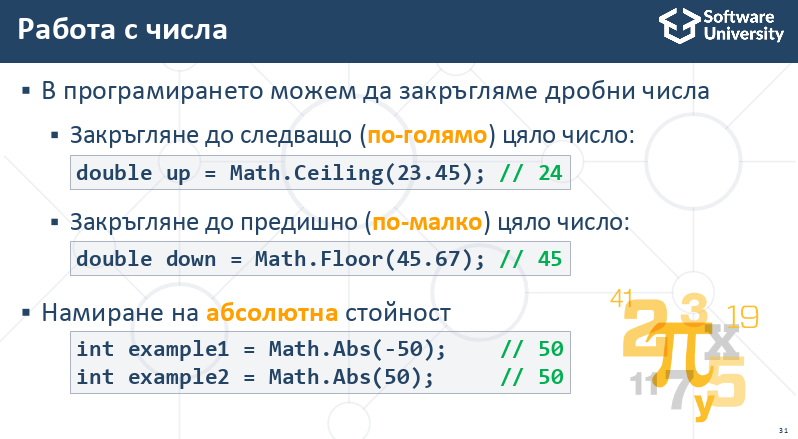 Работа с числа
Software
University
▪ В програмирането можем да закръгляме дробни числа
▪ Закръгляне до следващо (по-голямо) цяло число:
double up = Math.Ceiling(23.45); // 24
▪ Закръгляне до предишно (по-малко) цяло число:
double down = Math.Floor(45.67); // 45
▪ Намиране на абсолютна стойност
int example1 = Math.Abs(-50); // 50
int example2 = Math.Abs(50); // 50
41
2
3
19
π
x
11
7
5
y
31